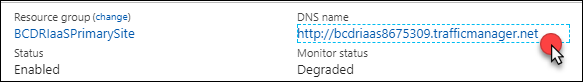 Resource group (change)
DNS name
BCDRIaaSPrimarySite
http://bcdriaas8675309.trafficmanager.net
Status
Monitor status
Enabled
Degraded